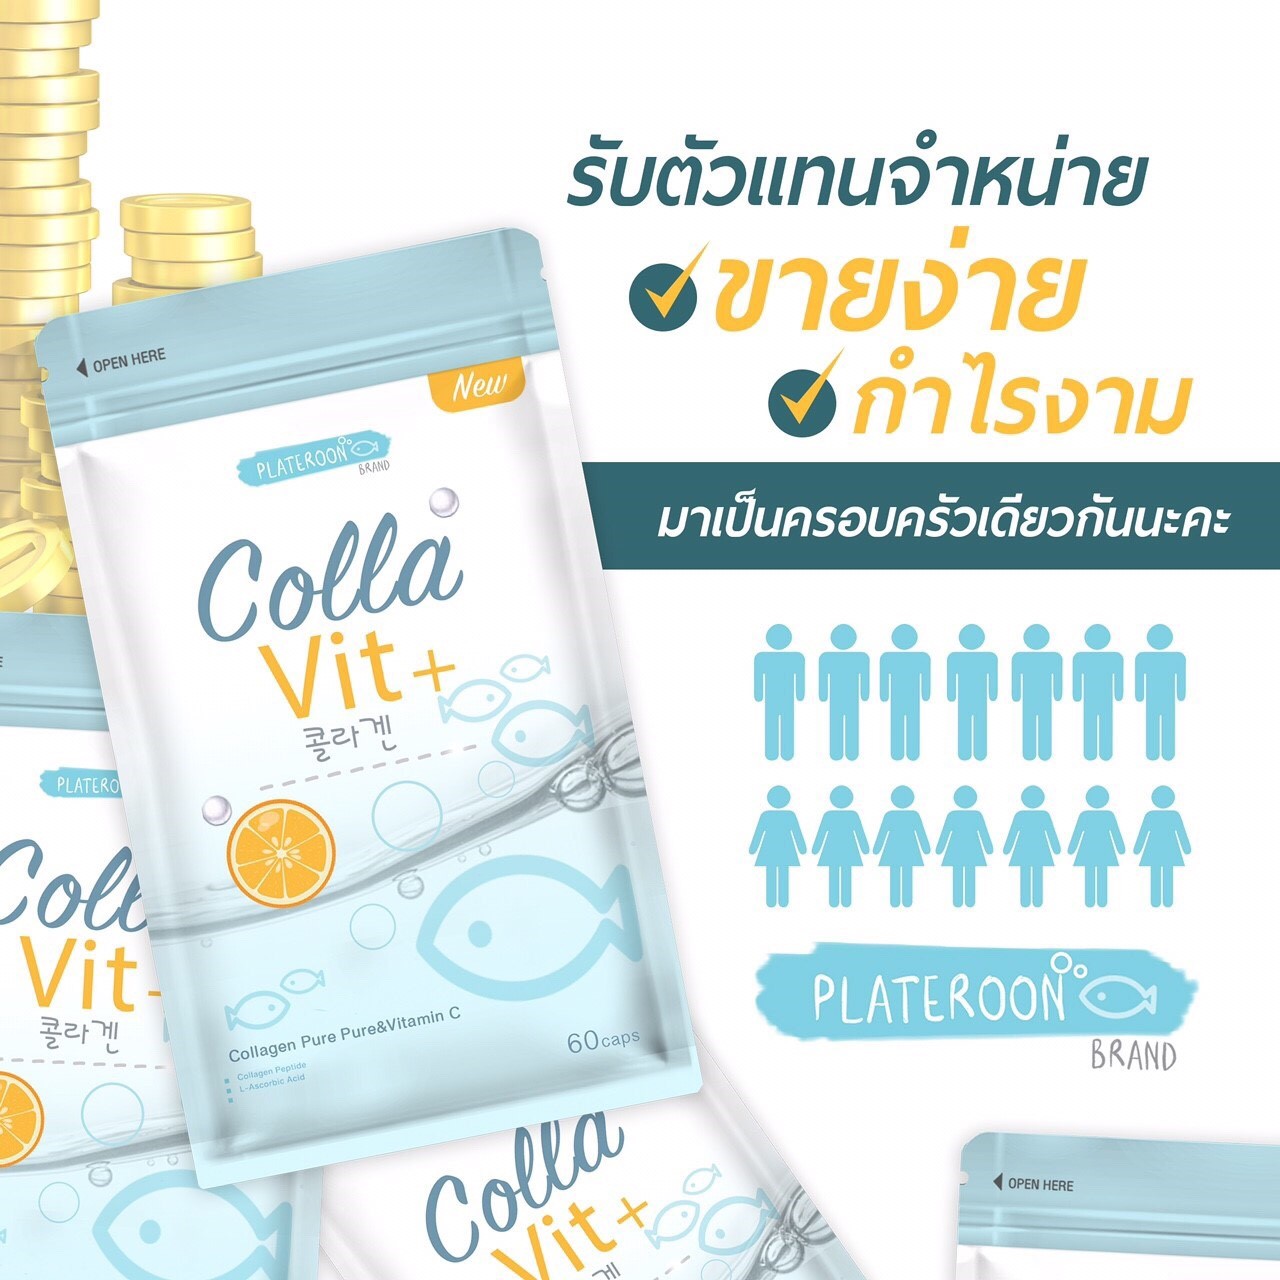 รับตัวแทนจำหน่าย
ขายง่าย
กำไรงาม
มาเป็นครอบครัวเดียวกันนะคะ
PLATEROON
BRAND
OPEN HERE
New
PLATEROON
BRAND
Colla
Vit+
콜라겐
Collagen Pure Pure&Vitamin C
Collagen Peptide
L-Ascorbic Acid
60caps
PLATEROO
Coll
Vit
콜라겐
Colla
Vit+
OPEN HERE